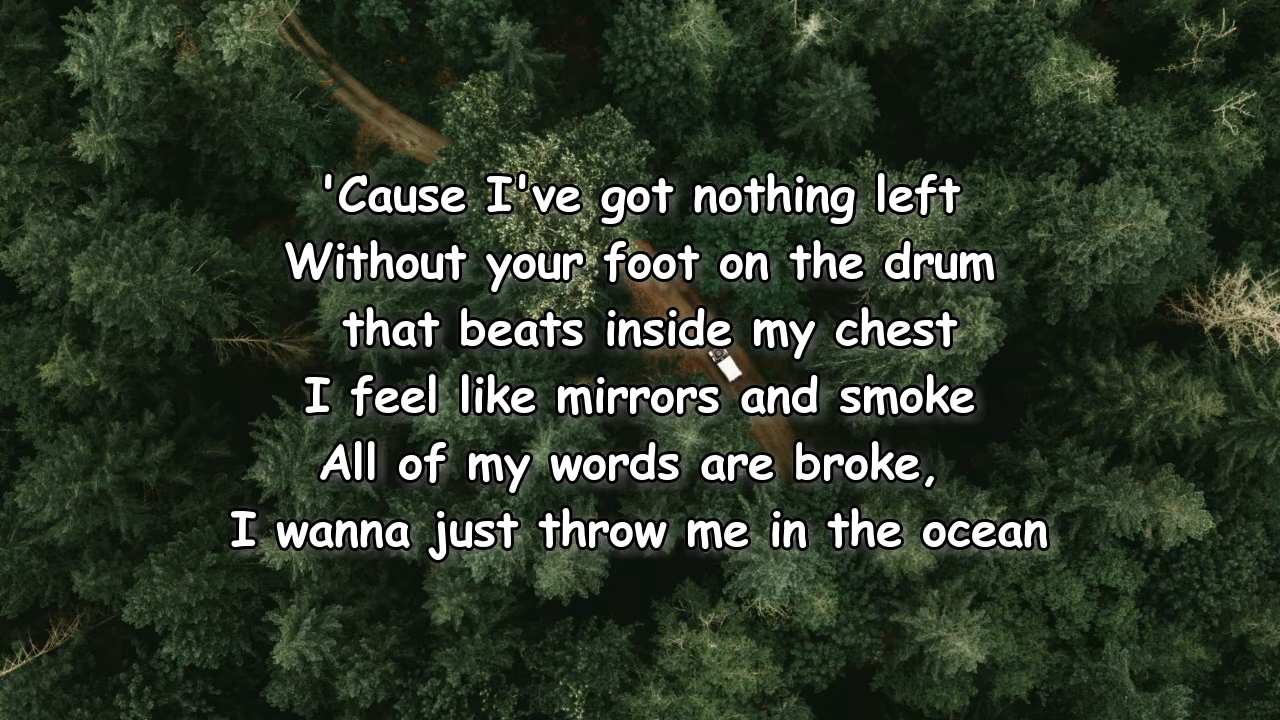 'Cause I've got nothing left
Without your foot on the drum
that beats inside my chest
I feel like mirrors and smoke
All of my words are broke,
I wanna just throw me in the ocean